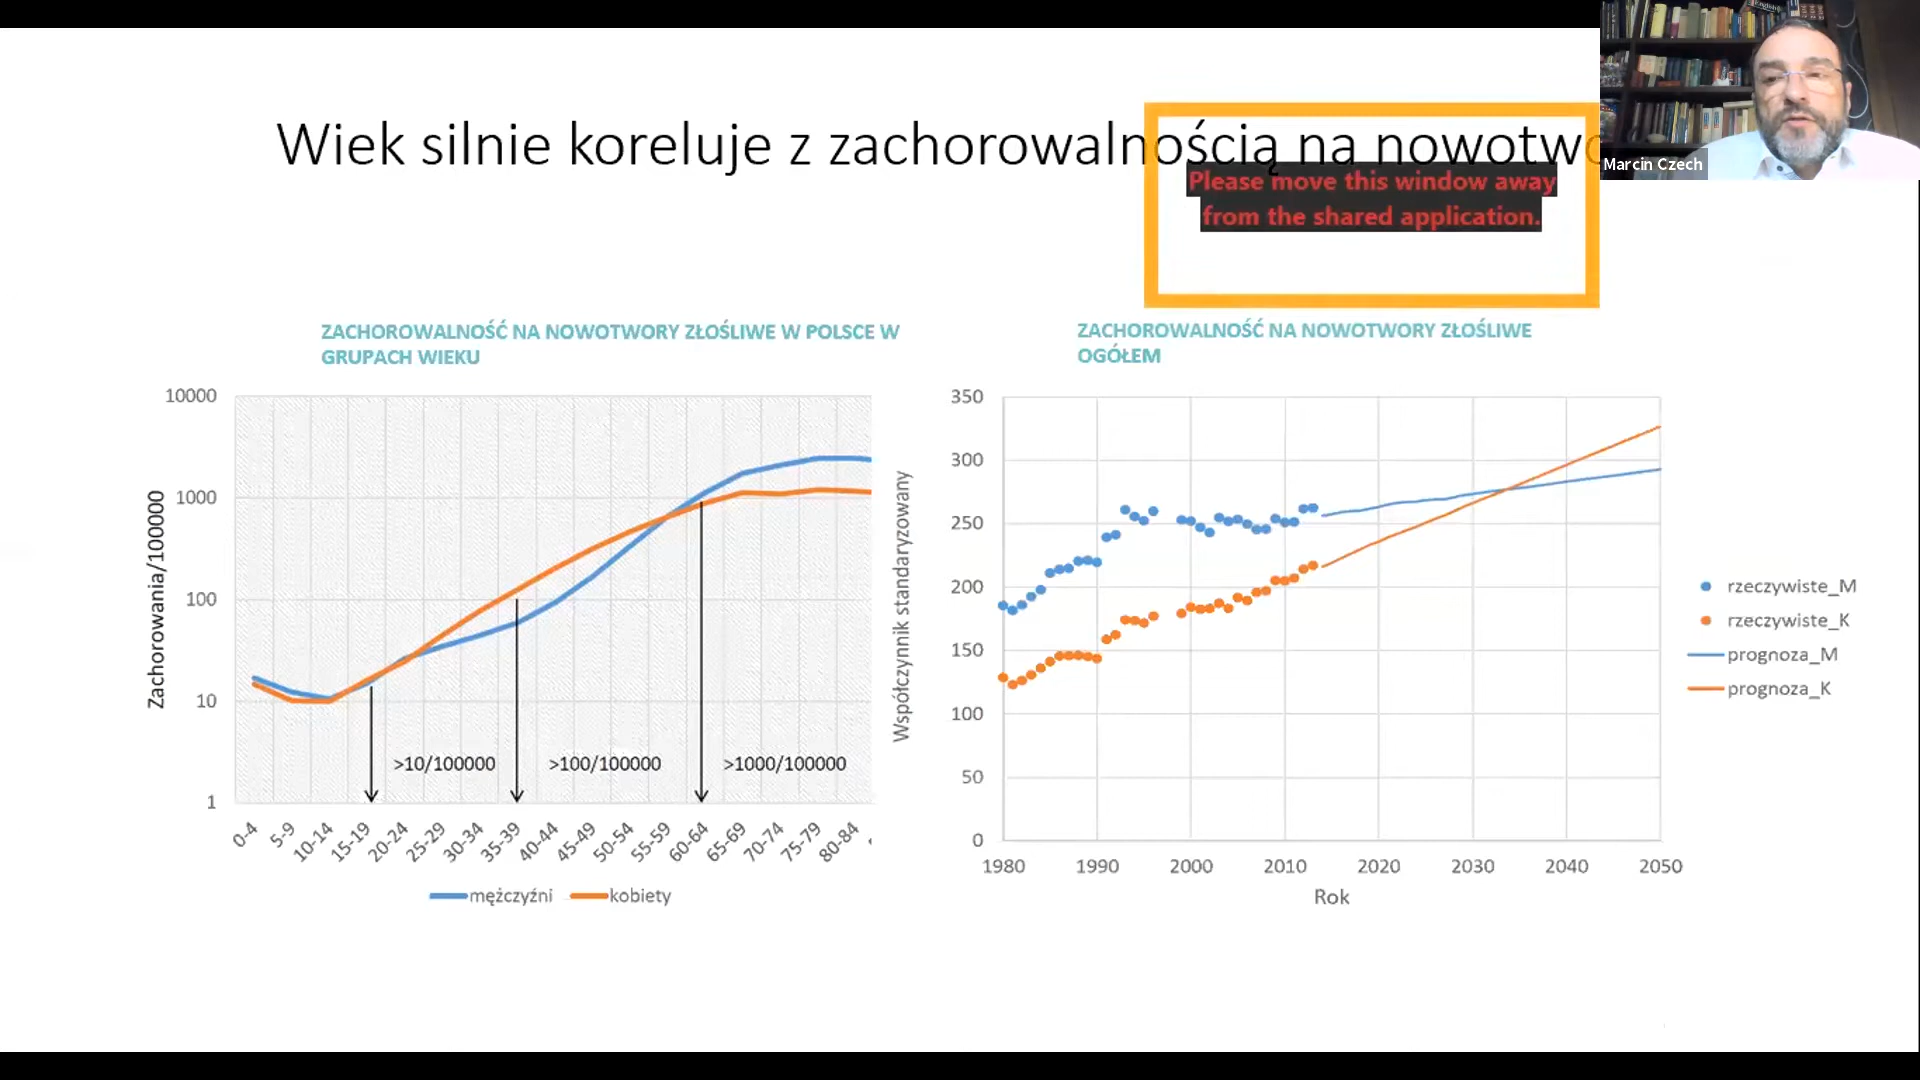 Wiek silnie koreluje z zachorowalnością na nowotwo
Marcin Czech
Please move this window away
from the shared application.
ZACHOROWALNOŚĆ NA NOWOTWORY ZŁOŚLIWE W POLSCE W
GRUPACH WIEKU
Zachorowania/100000
10000
1000
100
10
1
>10/100000
>100/100000
>1000/100000
0-4
5-9
10-14
15-19
20-24
25-29
30-34
35-39
40-44
45-49
50-54
55-59
60-64
65-69
70-74
75-79
80-84
mężczyźni
kobiety
ZACHOROWALNOŚĆ NA NOWOTWORY ZŁOŚLIWE
OGÓŁEM
Współczynnik standaryzowany
350
300
250
200
150
100
50
0
1980
1990
2000
2010
2020
2030
2040
2050
Rok
rzeczywiste_M
rzeczywiste_K
prognoza_M
prognoza_K